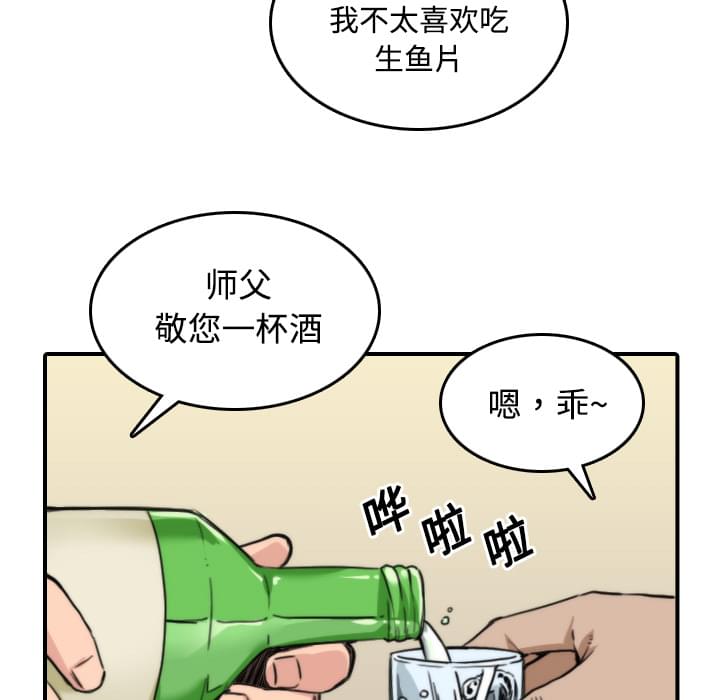 我不太喜欢吃
生鱼片
师父
敬您一杯酒
嗯，乖~
哗啦啦